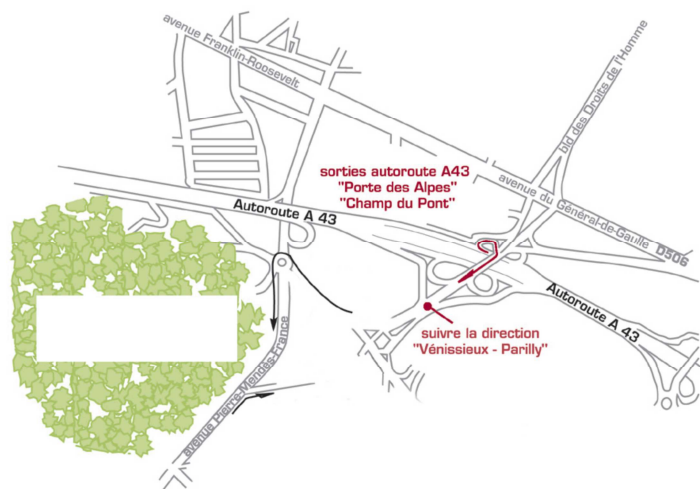 avenue Franklin-Roosevelt
bld des Droits de l'Homme
sorties autoroute A43
"Porte des Alpes"
"Champ du Pont"
avenue du Général-de-Gaulle
D506
Autoroute A 43
Autoroute A 43
suivre la direction
"Vénissieux - Parilly"
avenue Pierre-Mendès-France